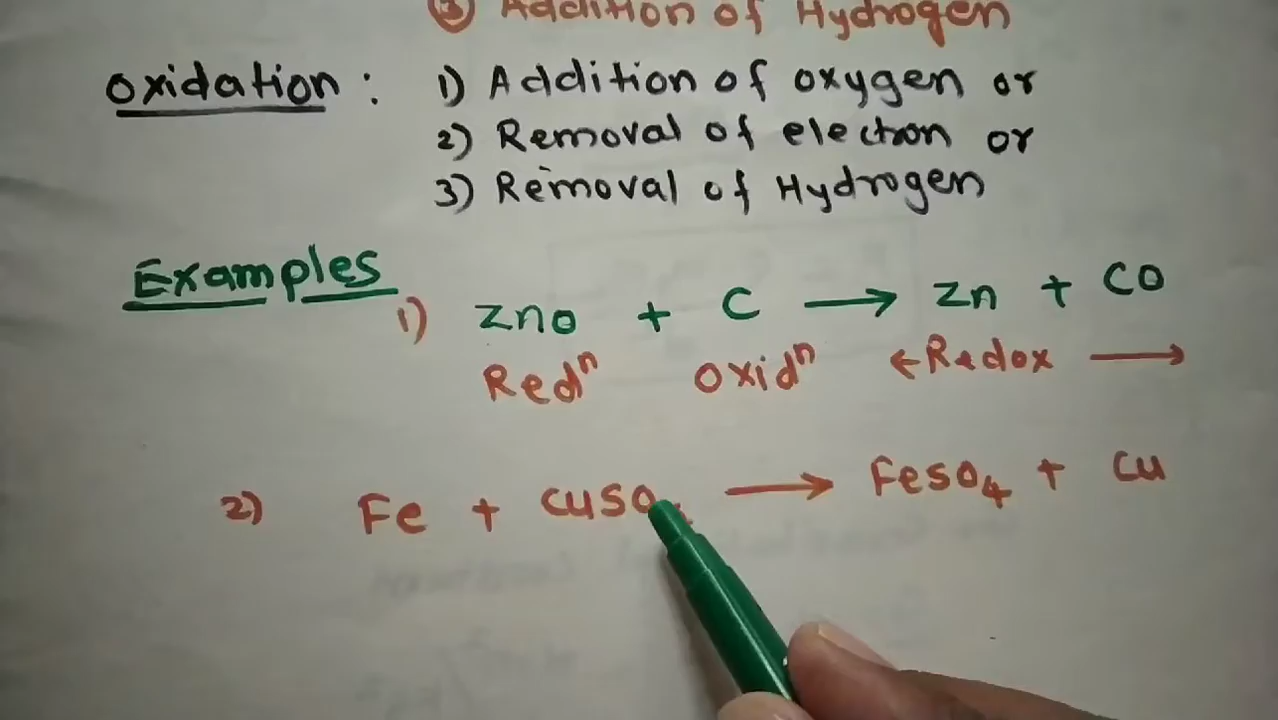 ③ Addition of Hydrogen
Oxidation : 1) Addition of oxygen or
2) Removal of electron or
3) Removal of Hydrogen
Examples
1) ZnO + C → Zn + CO
Redⁿ Oxidⁿ ← Redox →
2) Fe + CuSO → FeSO₄ + Cu